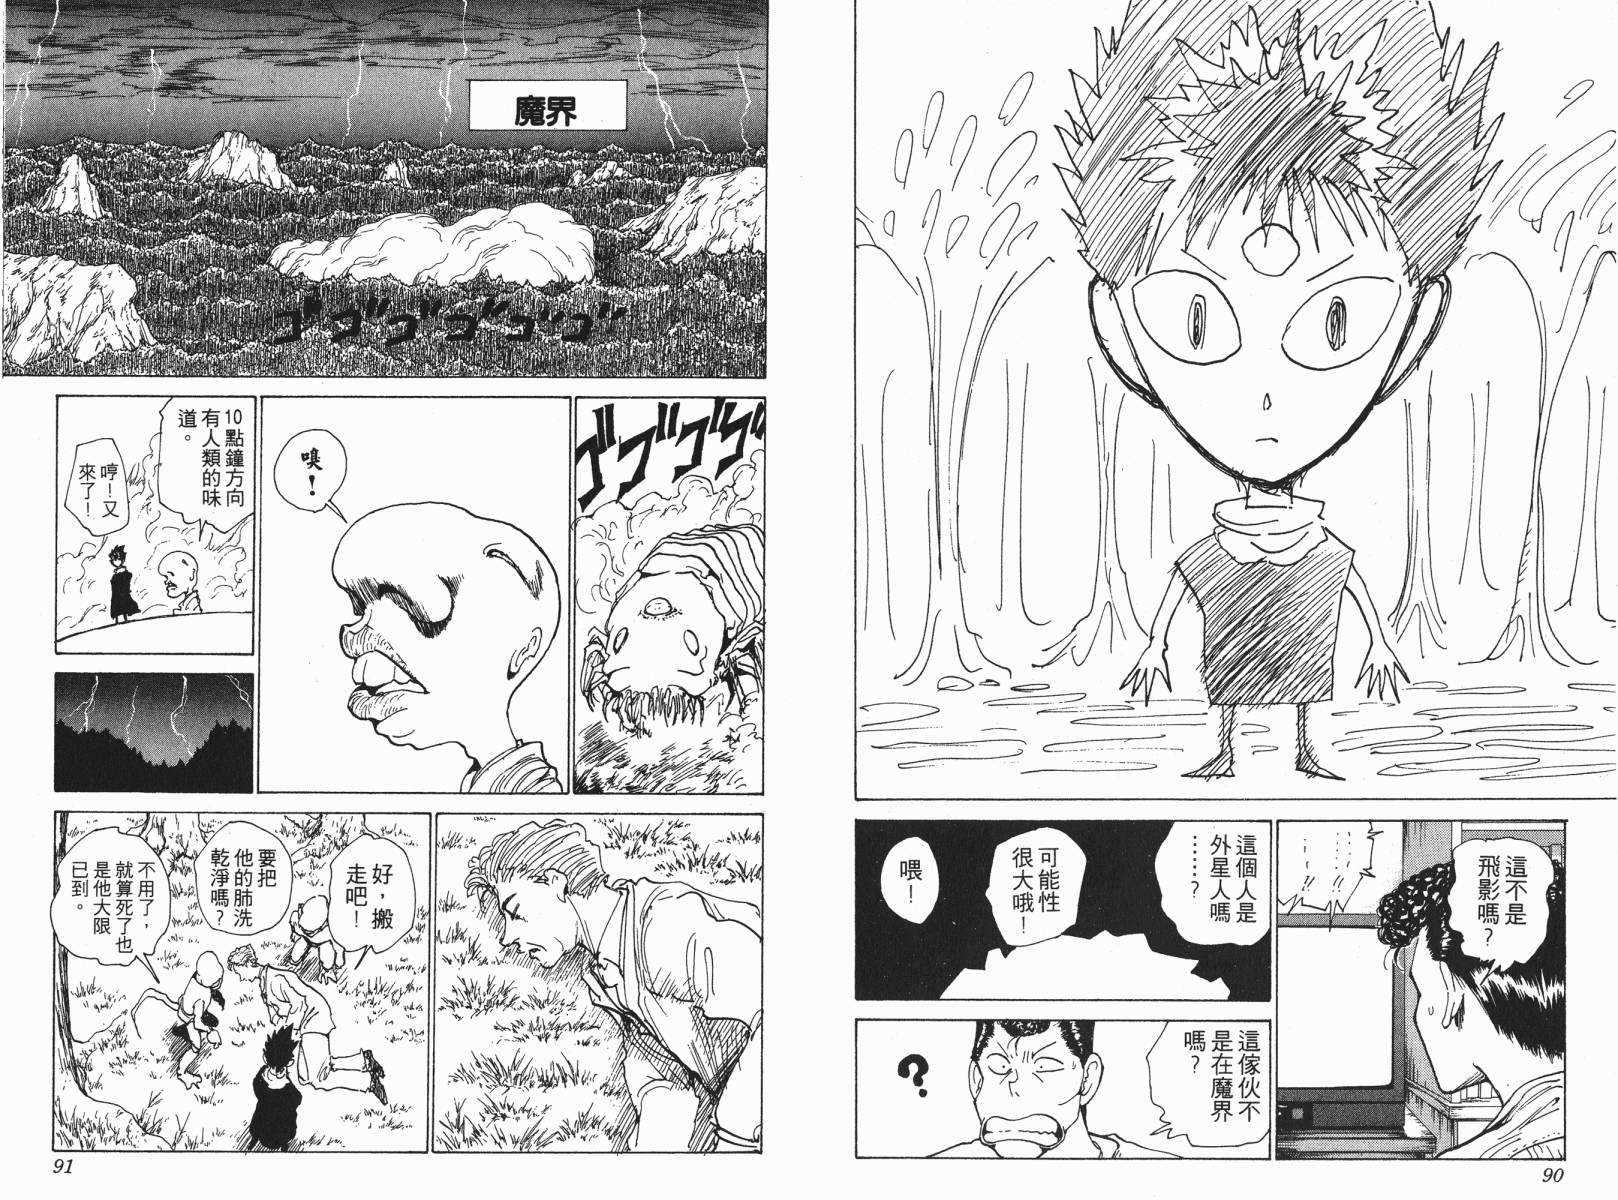 這不是
飛影嗎？
這個人是
外星人嗎
……？
可能性
很大哦！
喂！
這傢伙不
是在魔界
嗎？
？
90
魔界
ゴゴゴゴゴゴ
ゴゴゴゴ
嗅！
10點鐘方向
有人類的味
道。
哼！又
來了！
好，搬
走吧！
要把
他的肺洗
乾淨嗎？
不用了，
就算死了也
是他大限
已到。
91